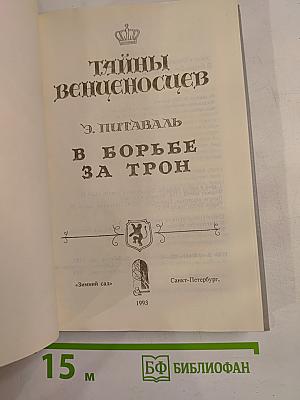 ТАЙНЫ
ВЕНЦЕНОСЦЕВ
Э. ПИТАВАЛЬ
В БОРЬБЕ
ЗА ТРОН
«Зимний сад» Санкт-Петербург.
1993
15 м БФ БИБЛИОФАН